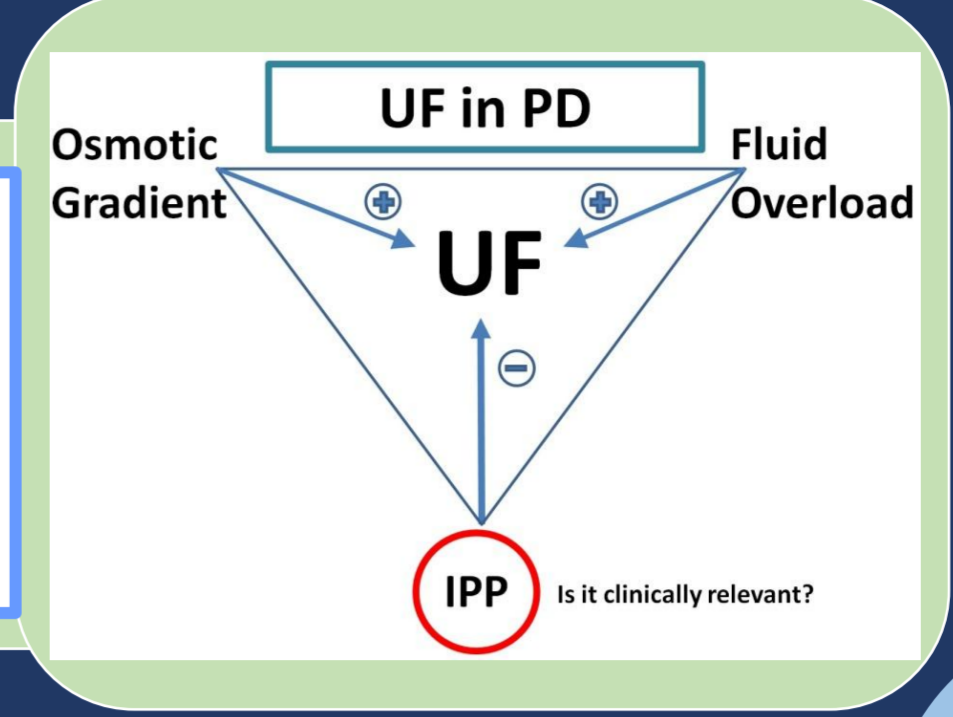 UF in PD
Osmotic
Gradient
Fluid
Overload
UF
IPP
Is it clinically relevant?